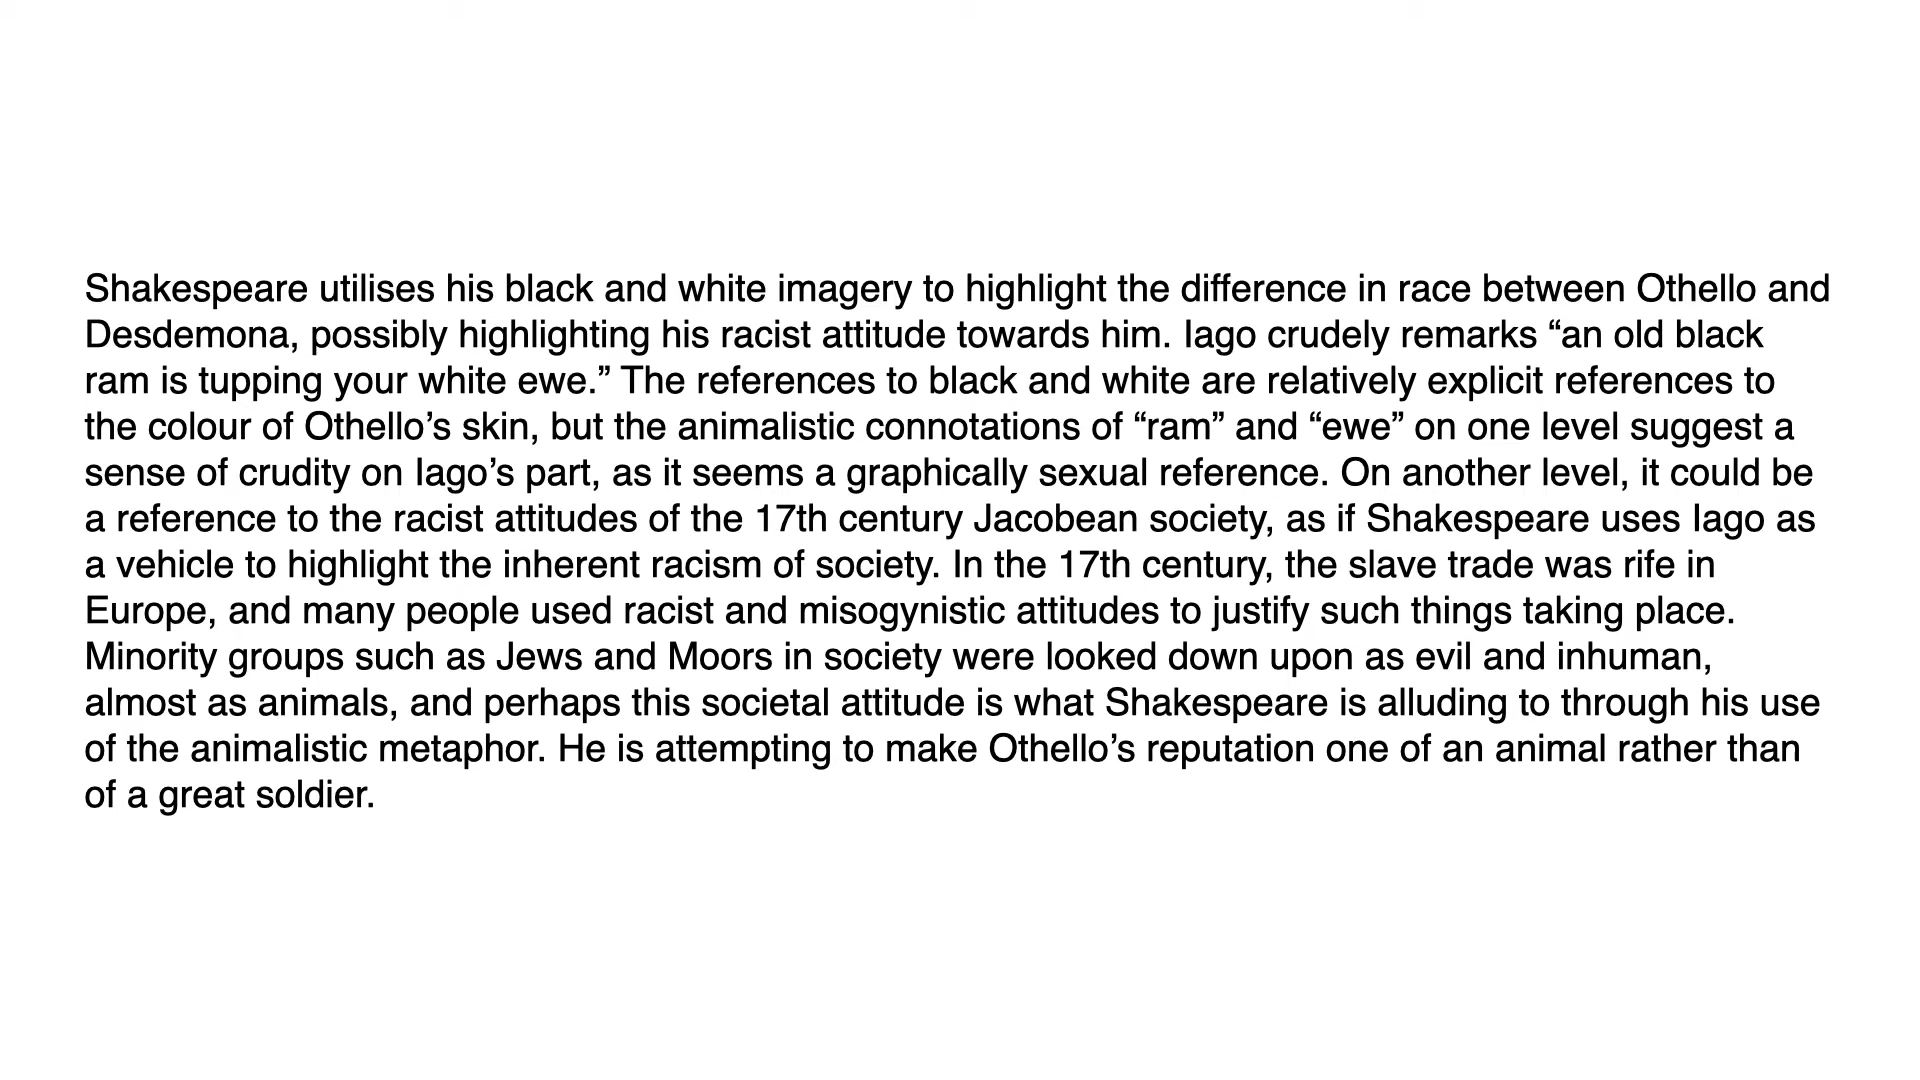 Shakespeare utilises his black and white imagery to highlight the difference in race between Othello and
Desdemona, possibly highlighting his racist attitude towards him. Iago crudely remarks “an old black
ram is tupping your white ewe.” The references to black and white are relatively explicit references to
the colour of Othello’s skin, but the animalistic connotations of “ram” and “ewe” on one level suggest a
sense of crudity on Iago’s part, as it seems a graphically sexual reference. On another level, it could be
a reference to the racist attitudes of the 17th century Jacobean society, as if Shakespeare uses Iago as
a vehicle to highlight the inherent racism of society. In the 17th century, the slave trade was rife in
Europe, and many people used racist and misogynistic attitudes to justify such things taking place.
Minority groups such as Jews and Moors in society were looked down upon as evil and inhuman,
almost as animals, and perhaps this societal attitude is what Shakespeare is alluding to through his use
of the animalistic metaphor. He is attempting to make Othello’s reputation one of an animal rather than
of a great soldier.